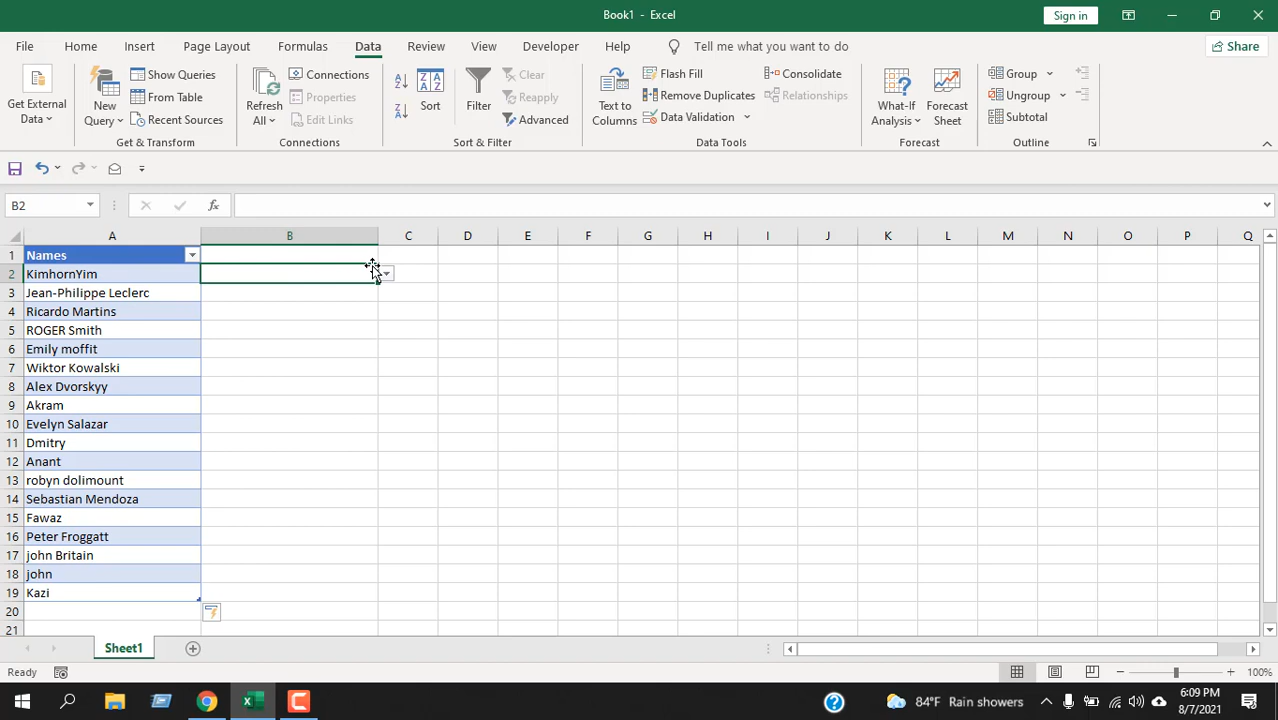 Book1 - Excel
Sign in
File Home Insert Page Layout Formulas Data Review View Developer Help Tell me what you want to do Share
Get External Data
New Query
Show Queries
From Table
Recent Sources
Get & Transform
Refresh All
Connections
Properties
Edit Links
Connections
Sort
Filter
Clear
Reapply
Advanced
Sort & Filter
Text to Columns
Flash Fill
Remove Duplicates
Data Validation
Consolidate
Relationships
Data Tools
What-If Analysis
Forecast Sheet
Forecast
Group
Ungroup
Subtotal
Outline
B2 fx
A B C D E F G H I J K L M N O P Q
1 Names
2 KimhornYim
3 Jean-Philippe Leclerc
4 Ricardo Martins
5 ROGER Smith
6 Emily moffit
7 Wiktor Kowalski
8 Alex Dvorskyy
9 Akram
10 Evelyn Salazar
11 Dmitry
12 Anant
13 robyn dolimount
14 Sebastian Mendoza
15 Fawaz
16 Peter Froggatt
17 john Britain
18 john
19 Kazi
20
21
Sheet1
Ready 100%
84°F Rain showers 6:09 PM
8/7/2021